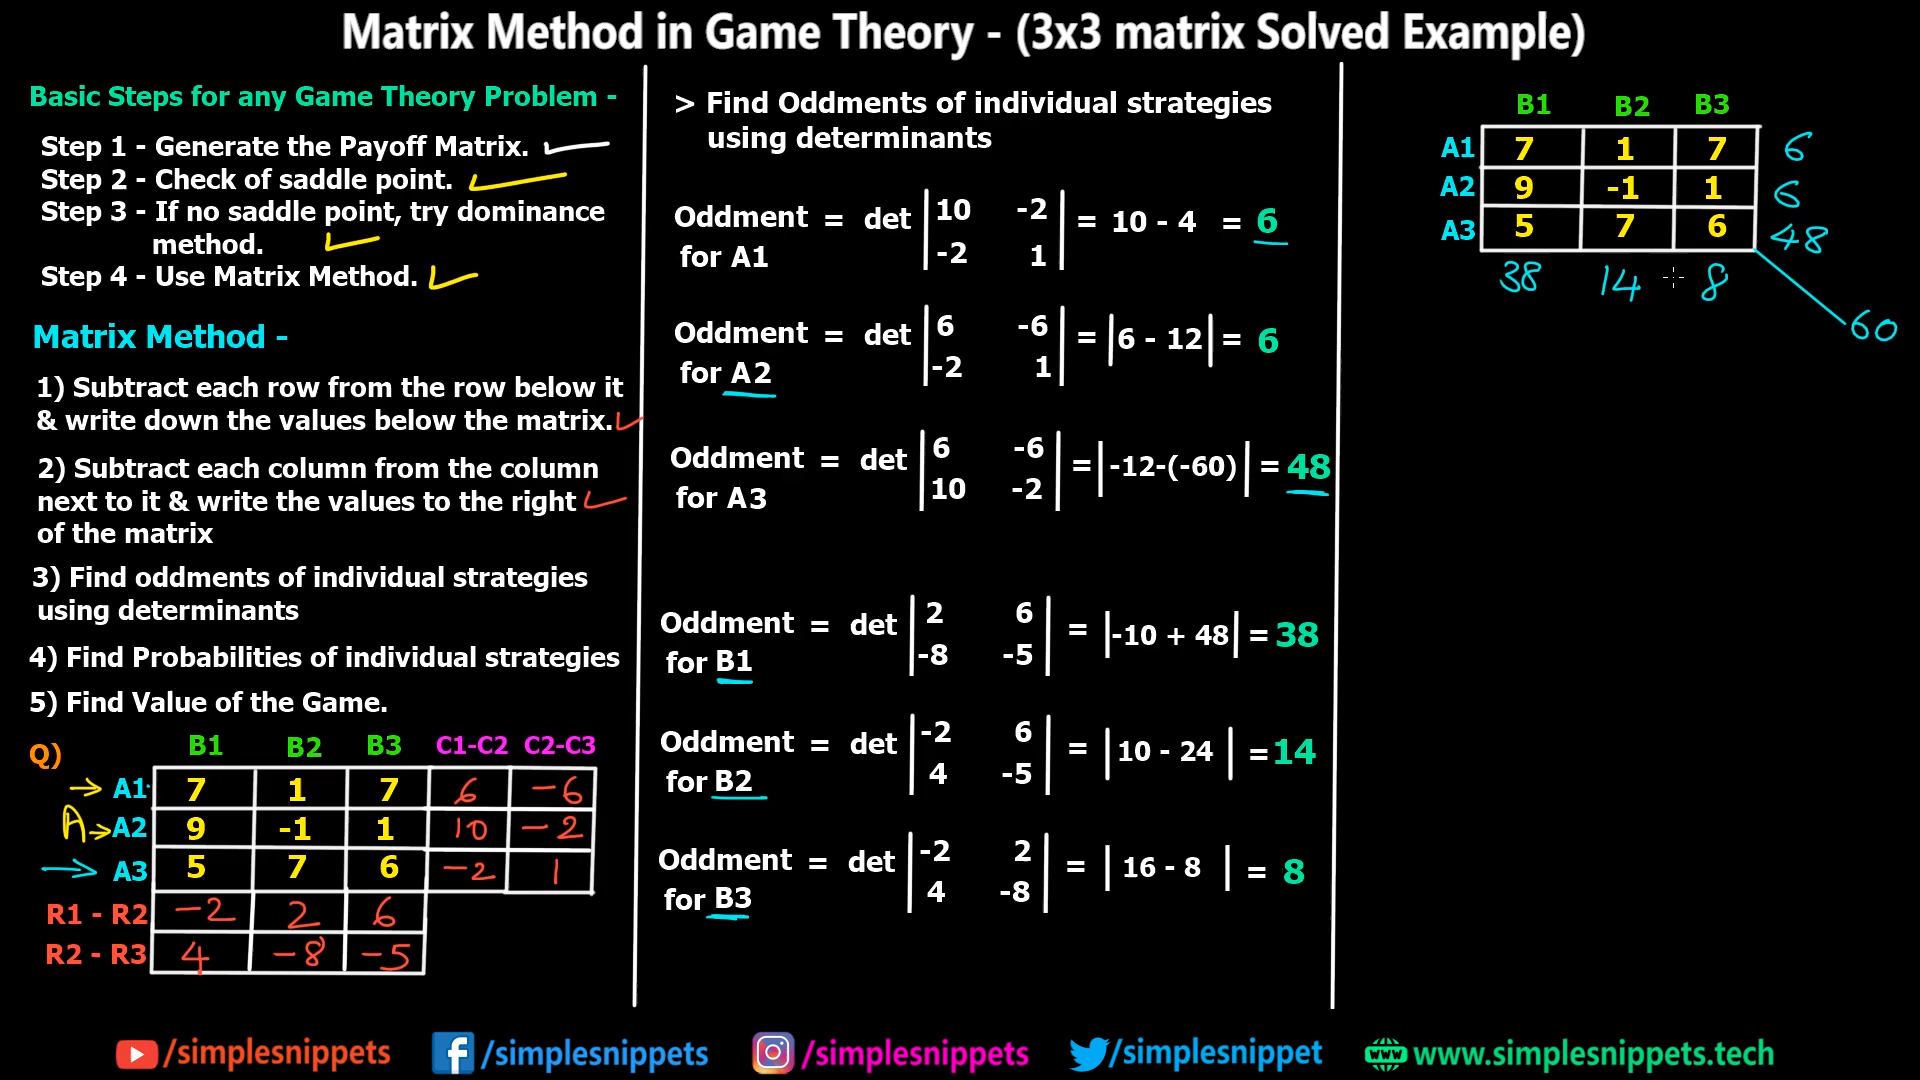 Matrix Method in Game Theory - (3x3 matrix Solved Example)
Basic Steps for any Game Theory Problem -
Step 1 - Generate the Payoff Matrix.
Step 2 - Check of saddle point.
Step 3 - If no saddle point, try dominance
method.
Step 4 - Use Matrix Method.
Matrix Method -
1) Subtract each row from the row below it
& write down the values below the matrix.
2) Subtract each column from the column
next to it & write the values to the right
of the matrix
3) Find oddments of individual strategies
using determinants
4) Find Probabilities of individual strategies
5) Find Value of the Game.
Q)
B1 B2 B3 C1-C2 C2-C3
A1 7 1 7 6 -6
A A2 9 -1 1 10 -2
A3 5 7 6 -2 1
R1 - R2 -2 2 6
R2 - R3 4 -8 -5
> Find Oddments of individual strategies
using determinants
Oddment = det |10 -2| = 10 - 4 = 6
for A1 |-2 1|
Oddment = det |6 -6| = |6 - 12| = 6
for A2 |-2 1|
Oddment = det |6 -6| = |-12-(-60)| = 48
for A3 |10 -2|
Oddment = det |2 6| = |-10 + 48| = 38
for B1 |-8 -5|
Oddment = det |-2 6| = |10 - 24| = 14
for B2 |4 -5|
Oddment = det |-2 2| = |16 - 8| = 8
for B3 |4 -8|
B1 B2 B3
A1 7 1 7 6
A2 9 -1 1 6
A3 5 7 6 48
38 14 8
60
/simplesnippets /simplesnippets /simplesnippets /simplesnippet www.simplesnippets.tech